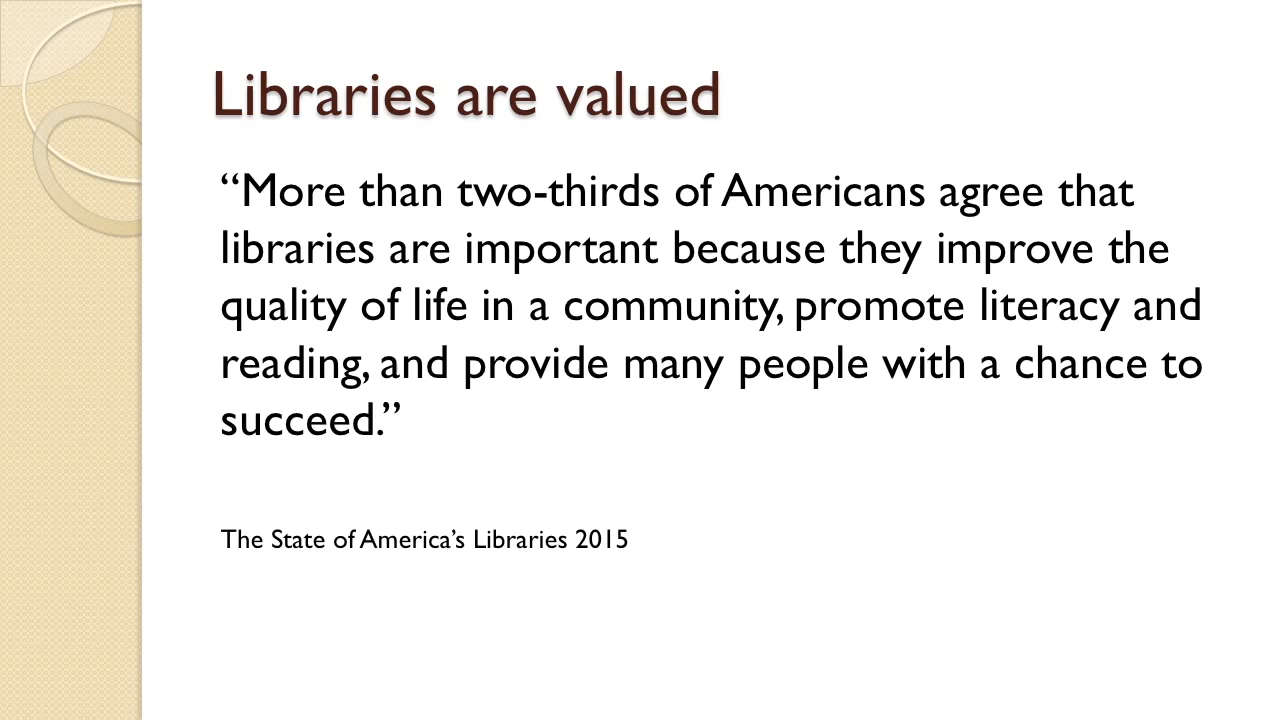 Libraries are valued
“More than two-thirds of Americans agree that
libraries are important because they improve the
quality of life in a community, promote literacy and
reading, and provide many people with a chance to
succeed.”
The State of America’s Libraries 2015